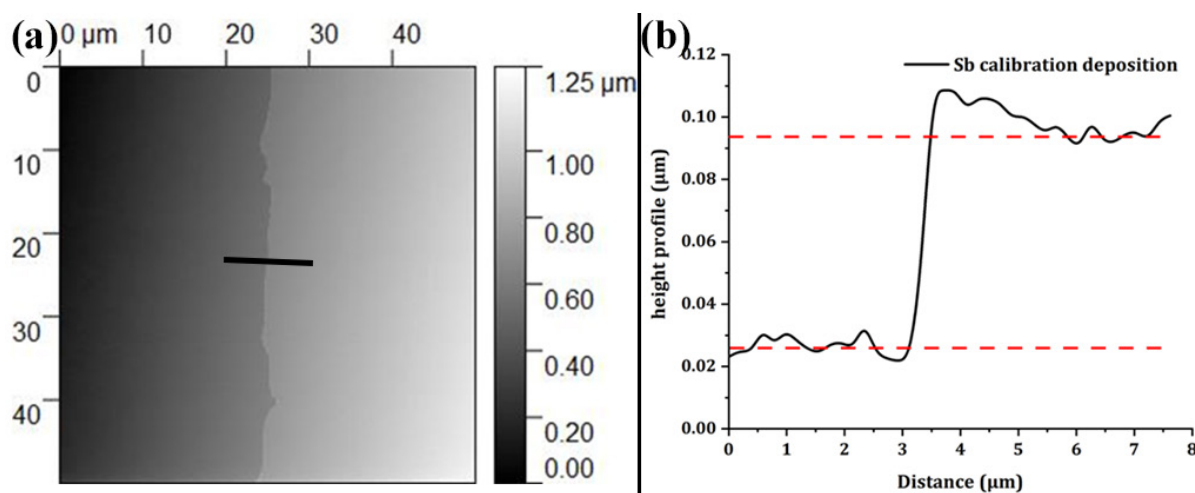 (a)
0 µm 10 20 30 40
0
10
20
30
40
1.25 µm
1.00
0.80
0.60
0.40
0.20
0.00
(b)
Sb calibration deposition
height profile (µm)
0.12
0.10
0.08
0.06
0.04
0.02
0.00
0 1 2 3 4 5 6 7 8
Distance (µm)